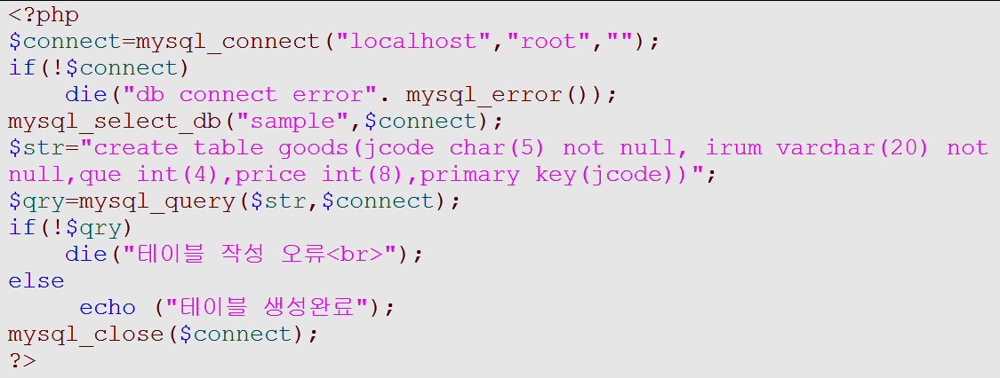 <?php
$connect=mysql_connect("localhost","root","");
if(!$connect)
    die("db connect error". mysql_error());
mysql_select_db("sample",$connect);
$str="create table goods(jcode char(5) not null, irum varchar(20) not
null,que int(4),price int(8),primary key(jcode))";
$qry=mysql_query($str,$connect);
if(!$qry)
    die("테이블 작성 오류<br>");
else
     echo ("테이블 생성완료");
mysql_close($connect);
?>